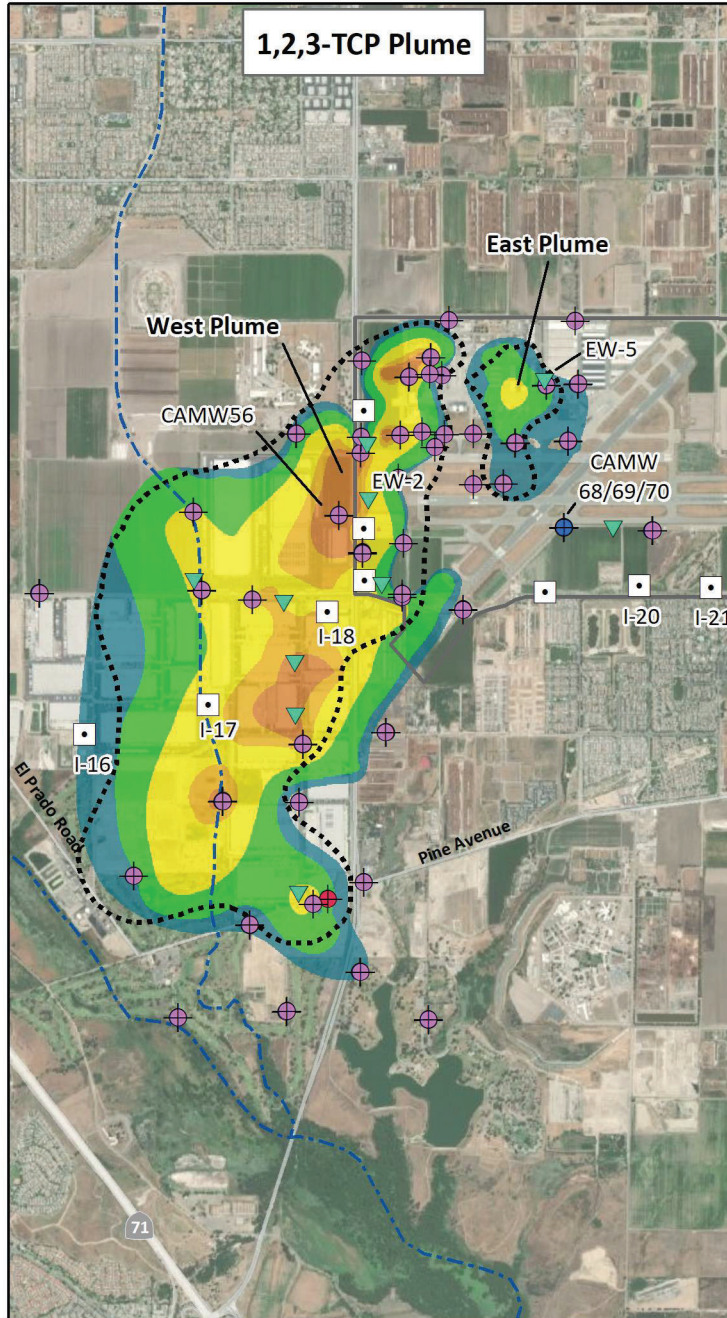 1,2,3-TCP Plume
East Plume
West Plume
EW-5
CAMW56
CAMW
68/69/70
EW-2
I-18
I-20
I-21
I-17
I-16
El Prado Road
Pine Avenue
71